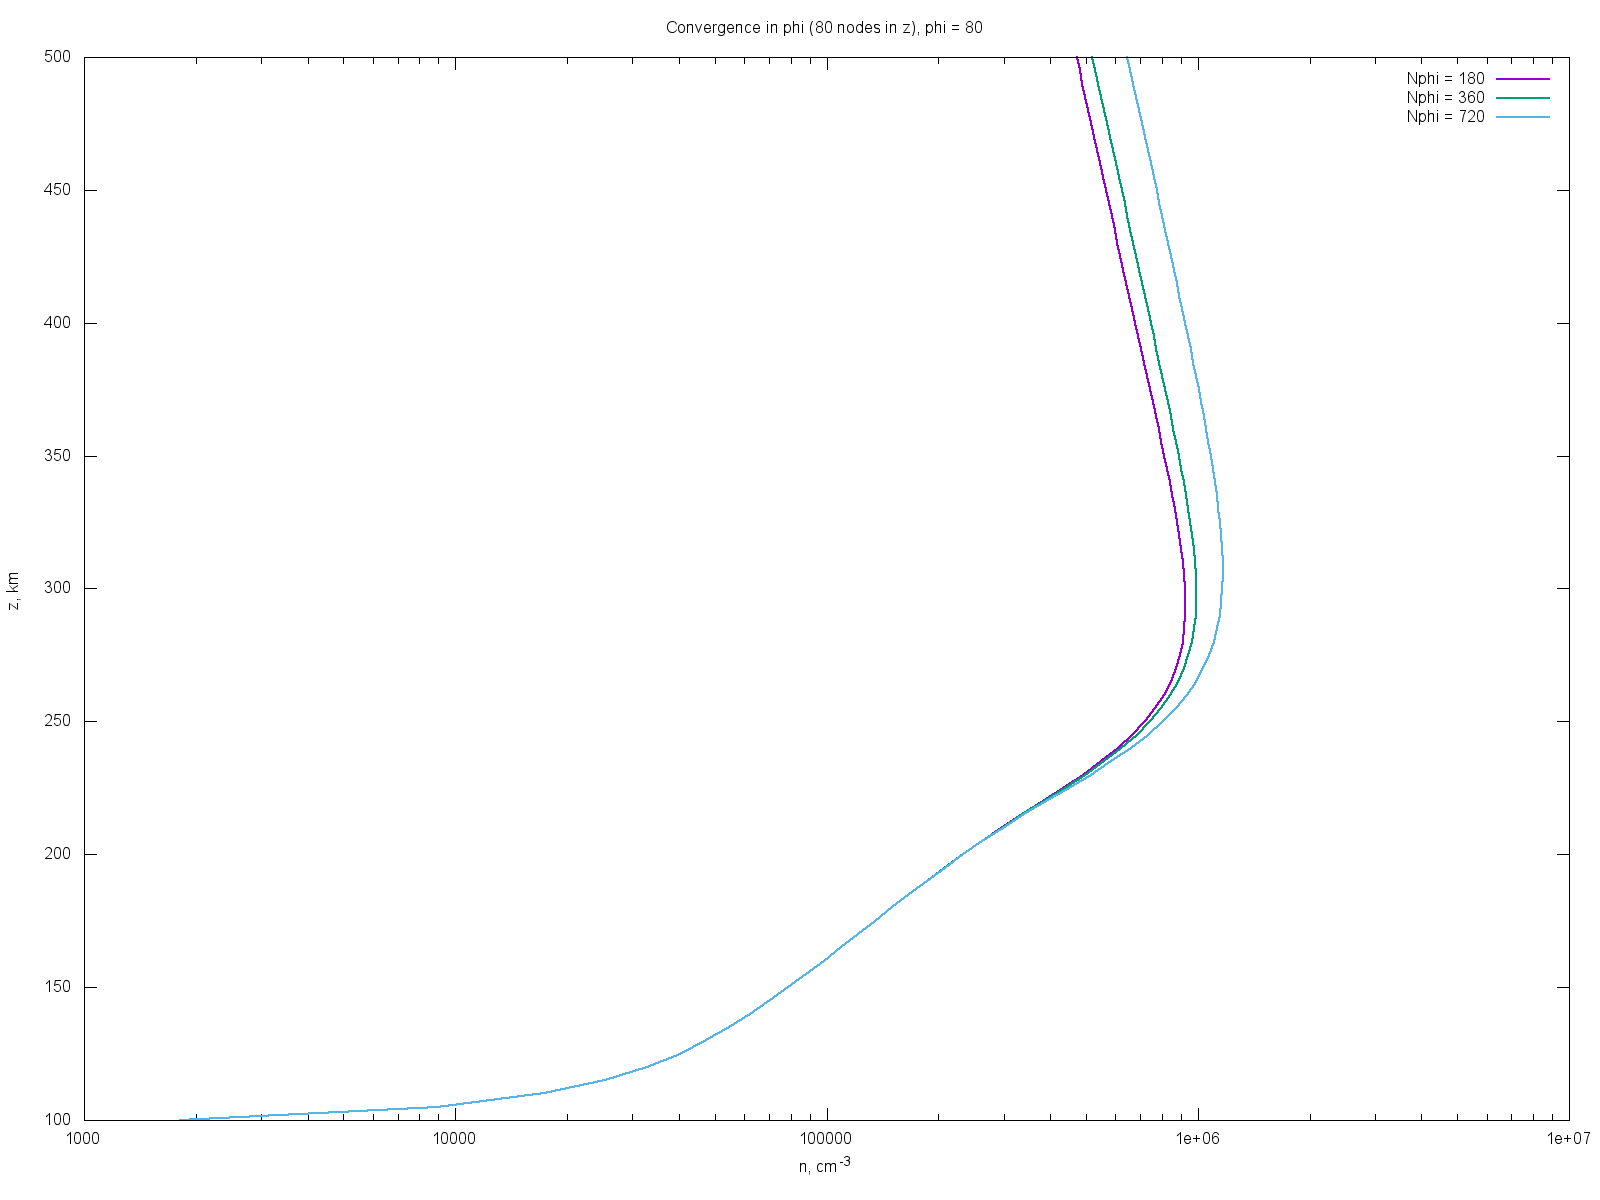 Convergence in phi (80 nodes in z), phi = 80
500
450
400
350
300
250
200
150
100
z, km
Nphi = 180
Nphi = 360
Nphi = 720
1000 10000 100000 1e+06 1e+07
n, cm-3